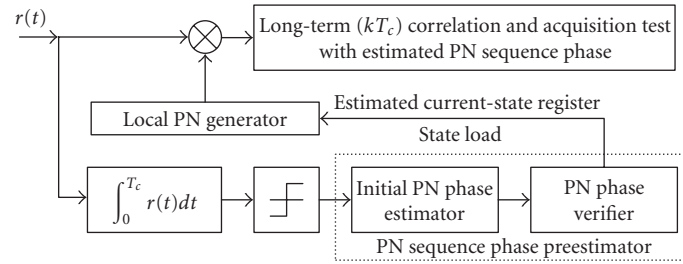 r(t)
Long-term (kT_c) correlation and acquisition test
with estimated PN sequence phase
Estimated current-state register
Local PN generator
State load
∫_0^{T_c} r(t)dt
Initial PN phase
estimator
PN phase
verifier
PN sequence phase preestimator